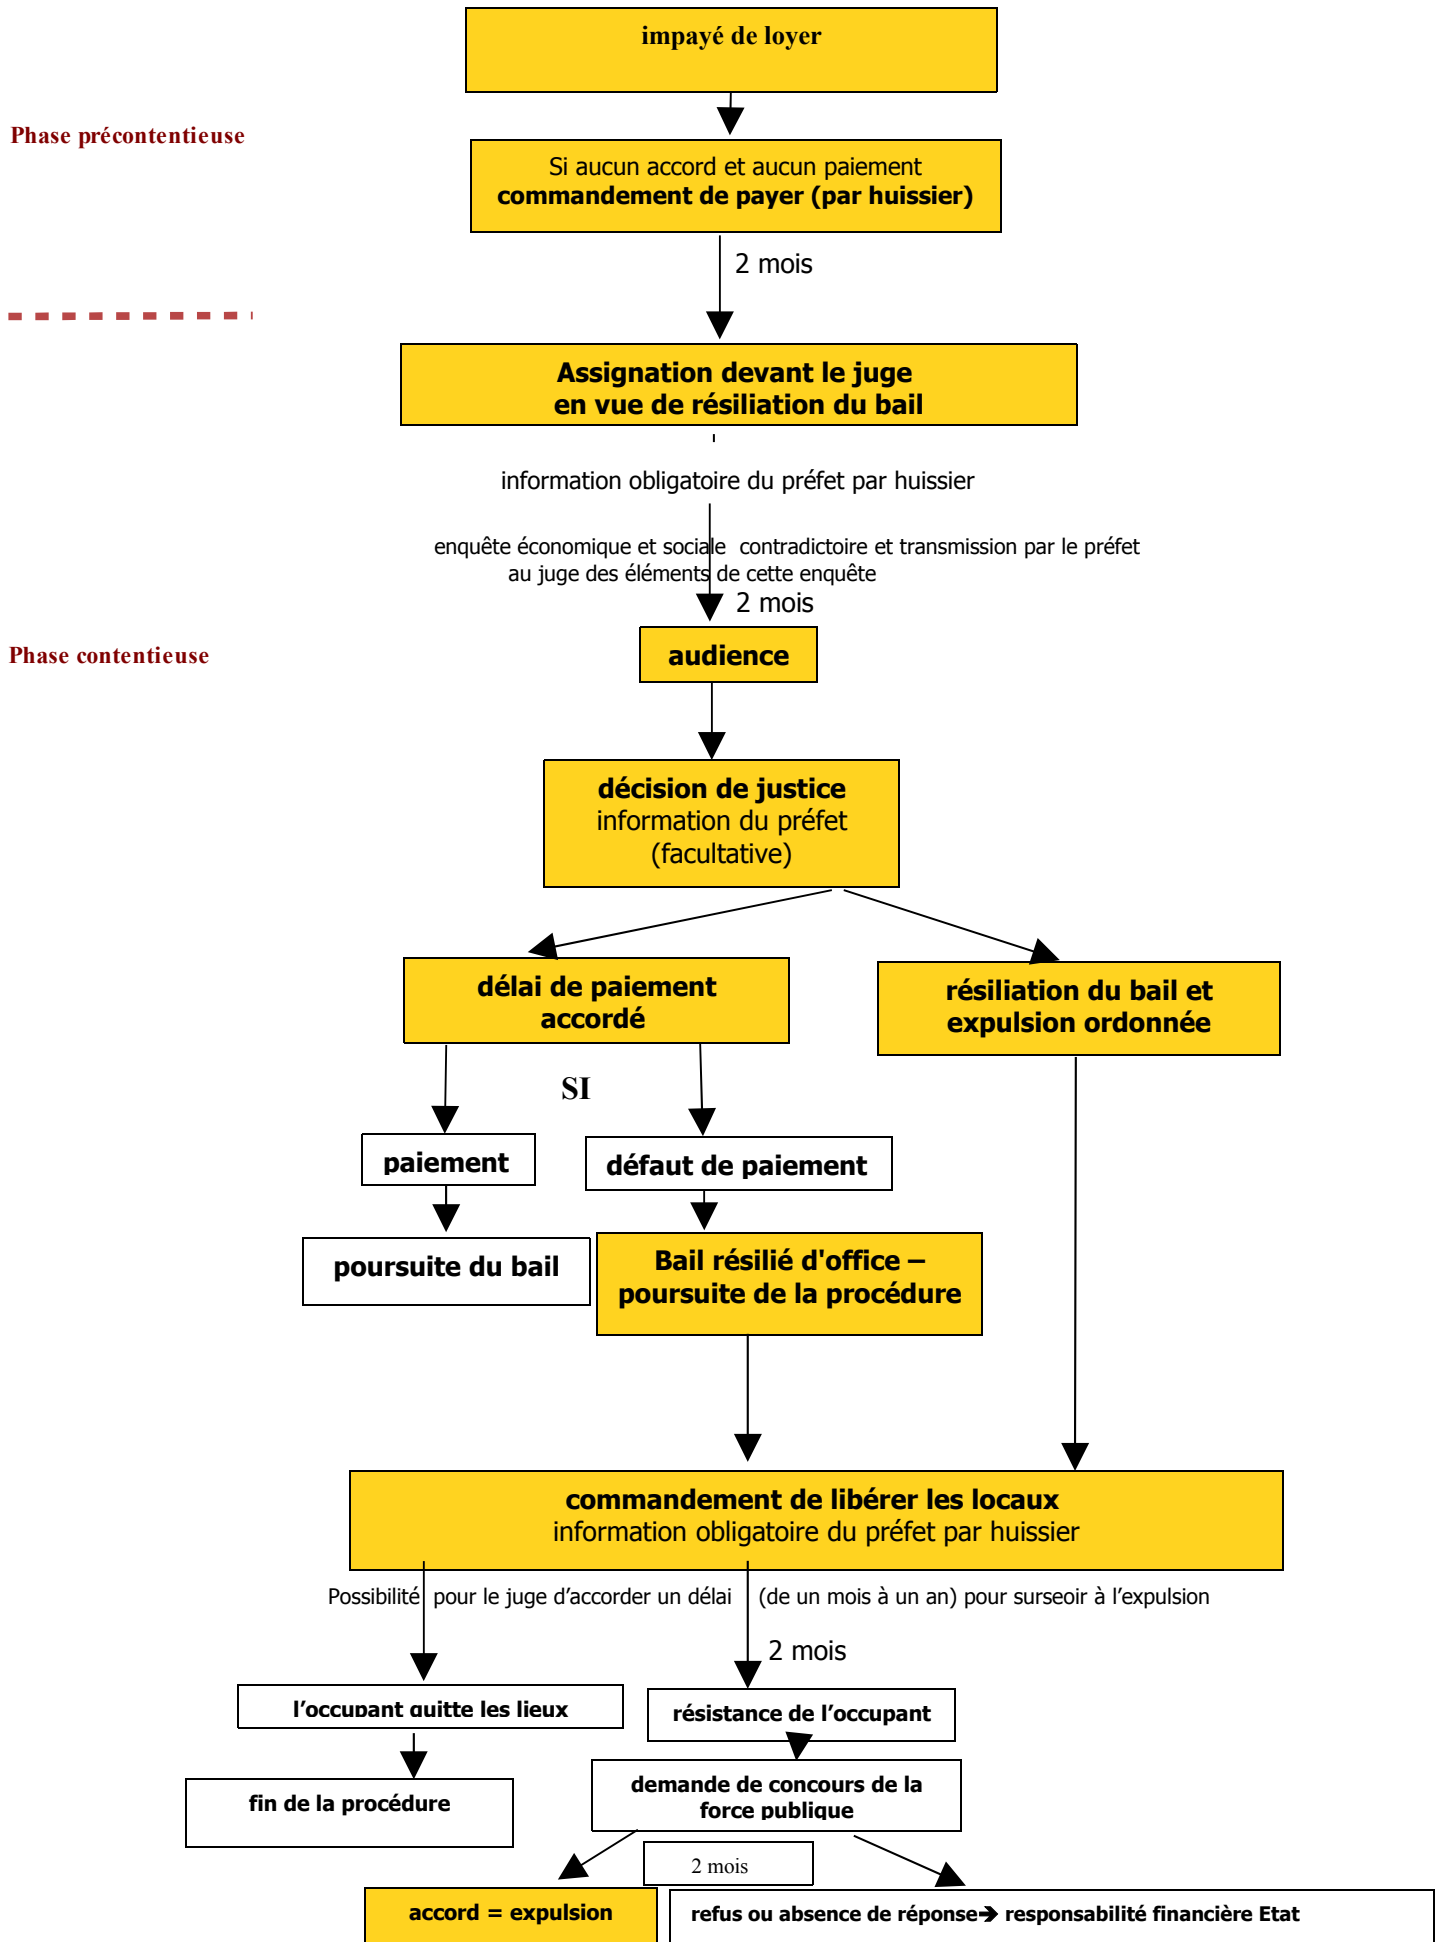 impayé de loyer
Phase précontentieuse
Si aucun accord et aucun paiement
commandement de payer (par huissier)
2 mois
Assignation devant le juge
en vue de résiliation du bail
information obligatoire du préfet par huissier
enquête économique et sociale contradictoire et transmission par le préfet
au juge des éléments de cette enquête
2 mois
Phase contentieuse
audience
décision de justice
information du préfet
(facultative)
délai de paiement
accordé
résiliation du bail et
expulsion ordonnée
SI
paiement
défaut de paiement
poursuite du bail
Bail résilié d'office –
poursuite de la procédure
commandement de libérer les locaux
information obligatoire du préfet par huissier
Possibilité pour le juge d’accorder un délai (de un mois à un an) pour surseoir à l’expulsion
2 mois
l’occupant quitte les lieux
résistance de l’occupant
fin de la procédure
demande de concours de la
force publique
2 mois
accord = expulsion
refus ou absence de réponse➔ responsabilité financière Etat